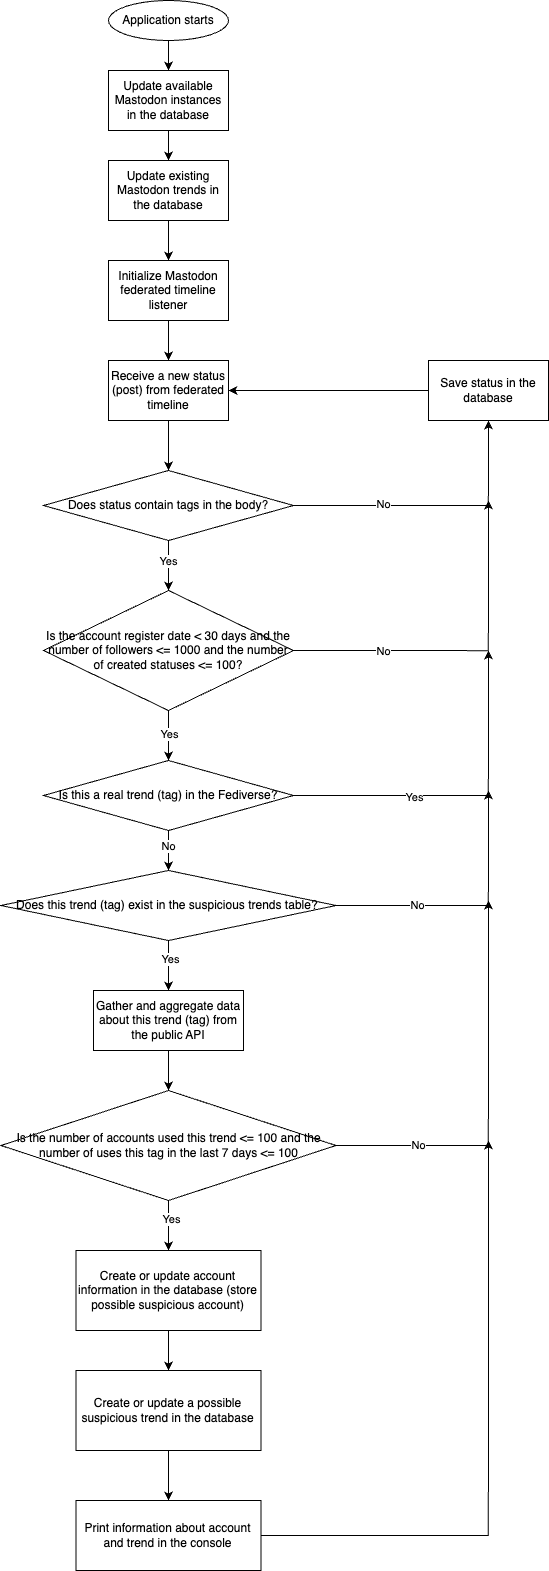 Application starts
Update available
Mastodon instances
in the database
Update existing
Mastodon trends in
the database
Initialize Mastodon
federated timeline
listener
Receive a new status
(post) from federated
timeline
Save status in the
database
Does status contain tags in the body?
No
Yes
Is the account register date < 30 days and the
number of followers <= 1000 and the number
of created statuses <= 100?
No
Yes
Is this a real trend (tag) in the Fediverse?
Yes
No
Does this trend (tag) exist in the suspicious trends table?
No
Yes
Gather and aggregate data
about this trend (tag) from
the public API
Is the number of accounts used this trend <= 100 and the
number of uses this tag in the last 7 days <= 100
No
Yes
Create or update account
information in the database (store
possible suspicious account)
Create or update a possible
suspicious trend in the database
Print information about account
and trend in the console